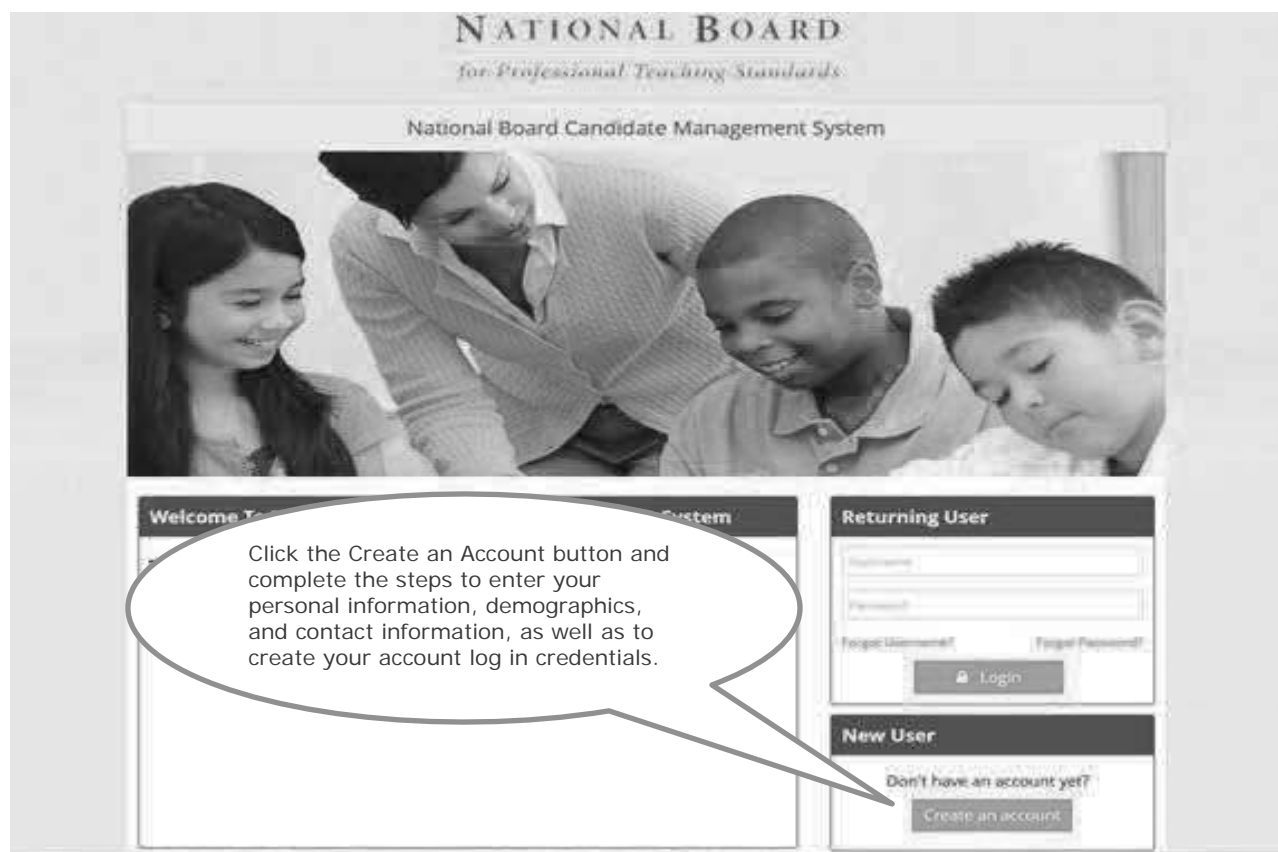 NATIONAL BOARD
for Professional Teaching Standards
National Board Candidate Management System
Welcome To
System
Click the Create an Account button and
complete the steps to enter your
personal information, demographics,
and contact information, as well as to
create your account log in credentials.
Returning User
Username
Password
Forgot Username?
Forgot Password?
Login
New User
Don't have an account yet?
Create an account